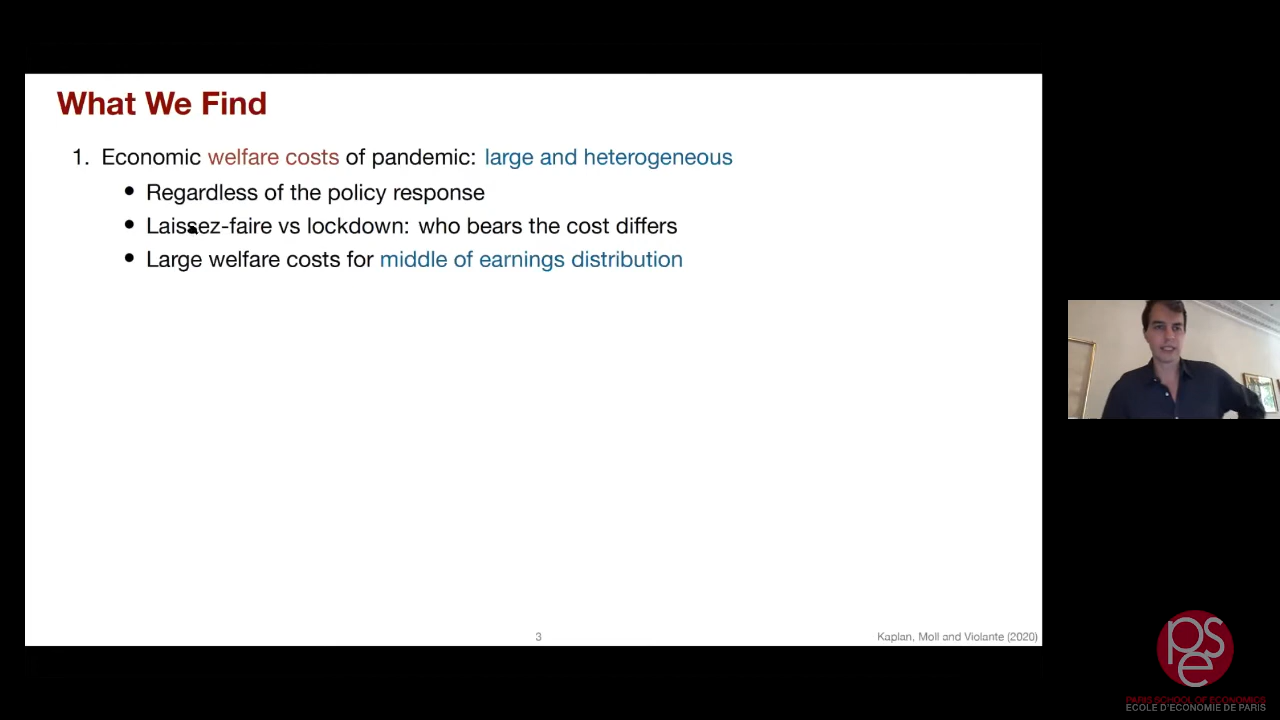 What We Find
1. Economic welfare costs of pandemic: large and heterogeneous
• Regardless of the policy response
• Laissez-faire vs lockdown: who bears the cost differs
• Large welfare costs for middle of earnings distribution
3
Kaplan, Moll and Violante (2020)
pse
PARIS SCHOOL OF ECONOMICS
ECOLE D'ECONOMIE DE PARIS